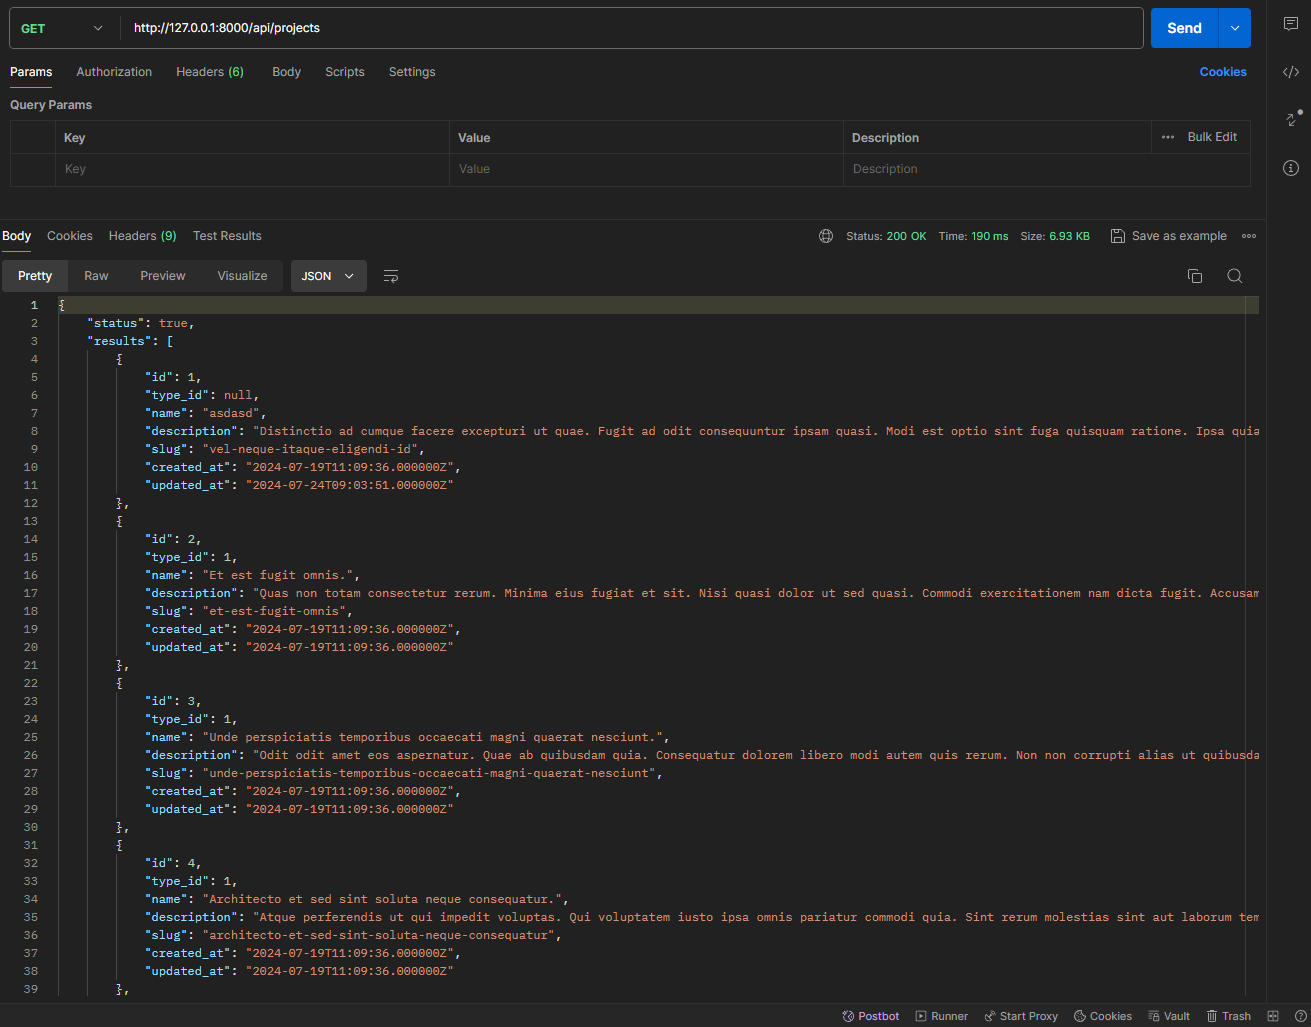 GET http://127.0.0.1:8000/api/projects Send
Params Authorization Headers (6) Body Scripts Settings Cookies
Query Params
Key Value Description ••• Bulk Edit
Key Value Description
Body Cookies Headers (9) Test Results Status: 200 OK Time: 190 ms Size: 6.93 KB Save as example
Pretty Raw Preview Visualize JSON
1 {
2 "status": true,
3 "results": [
4 {
5 "id": 1,
6 "type_id": null,
7 "name": "asdasd",
8 "description": "Distinctio ad cumque facere excepturi ut quae. Fugit ad odit consequuntur ipsam quasi. Modi est optio sint fuga quisquam ratione. Ipsa quia
9 "slug": "vel-neque-itaque-eligendi-id",
10 "created_at": "2024-07-19T11:09:36.000000Z",
11 "updated_at": "2024-07-24T09:03:51.000000Z"
12 },
13 {
14 "id": 2,
15 "type_id": 1,
16 "name": "Et est fugit omnis.",
17 "description": "Quas non totam consectetur rerum. Minima eius fugiat et sit. Nisi quasi dolor ut sed quasi. Commodi exercitationem nam dicta fugit. Accusam
18 "slug": "et-est-fugit-omnis",
19 "created_at": "2024-07-19T11:09:36.000000Z",
20 "updated_at": "2024-07-19T11:09:36.000000Z"
21 },
22 {
23 "id": 3,
24 "type_id": 1,
25 "name": "Unde perspiciatis temporibus occaecati magni quaerat nesciunt.",
26 "description": "Odit odit amet eos aspernatur. Quae ab quibusdam quia. Consequatur dolorem libero modi autem quis rerum. Non non corrupti alias ut quibusda
27 "slug": "unde-perspiciatis-temporibus-occaecati-magni-quaerat-nesciunt",
28 "created_at": "2024-07-19T11:09:36.000000Z",
29 "updated_at": "2024-07-19T11:09:36.000000Z"
30 },
31 {
32 "id": 4,
33 "type_id": 1,
34 "name": "Architecto et sed sint soluta neque consequatur.",
35 "description": "Atque perferendis ut qui impedit voluptas. Qui voluptatem iusto ipsa omnis pariatur commodi quia. Sint rerum molestias sint aut laborum tem
36 "slug": "architecto-et-sed-sint-soluta-neque-consequatur",
37 "created_at": "2024-07-19T11:09:36.000000Z",
38 "updated_at": "2024-07-19T11:09:36.000000Z"
39 },
Postbot Runner Start Proxy Cookies Vault Trash